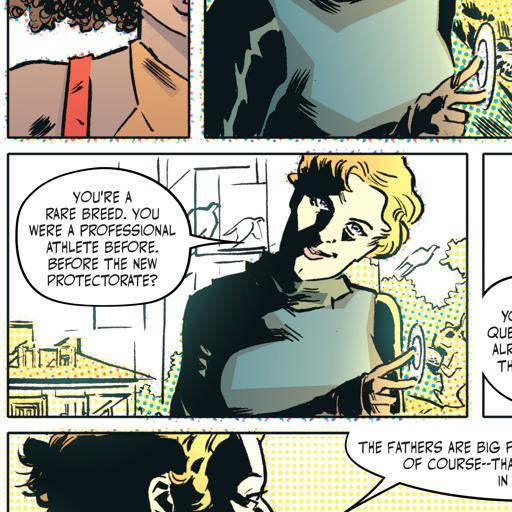 YOU'RE A
RARE BREED. YOU
WERE A PROFESSIONAL
ATHLETE BEFORE.
BEFORE THE NEW
PROTECTORATE?
THE FATHERS ARE BIG
OF COURSE--
IN